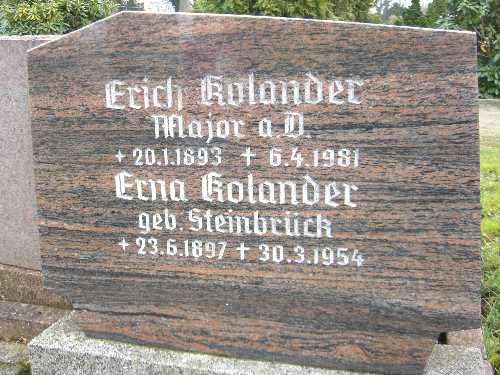 Erich Kolander
Major a.D.
+ 20.1.1893 ✝ 6.4.1981
Erna Kolander
geb. Steinbrück
+ 23.6.1897 ✝ 30.3.1954